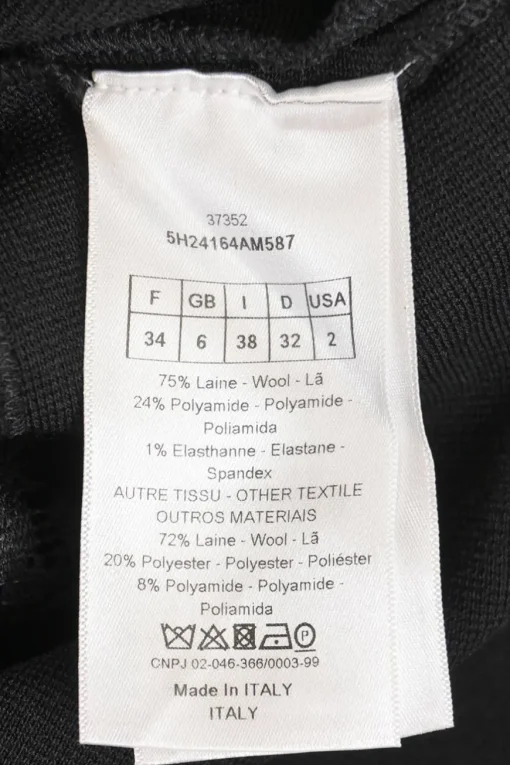 37352
5H24164AM587
F GB I D USA
34 6 38 32 2
75% Laine - Wool - Lã
24% Polyamide - Polyamide -
Poliamida
1% Elasthanne - Elastane -
Spandex
AUTRE TISSU - OTHER TEXTILE
OUTROS MATERIAIS
72% Laine - Wool - Lã
20% Polyester - Polyester - Poliéster
8% Polyamide - Polyamide -
Poliamida
P
CNPJ 02-046-366/0003-99
Made In ITALY
ITALY